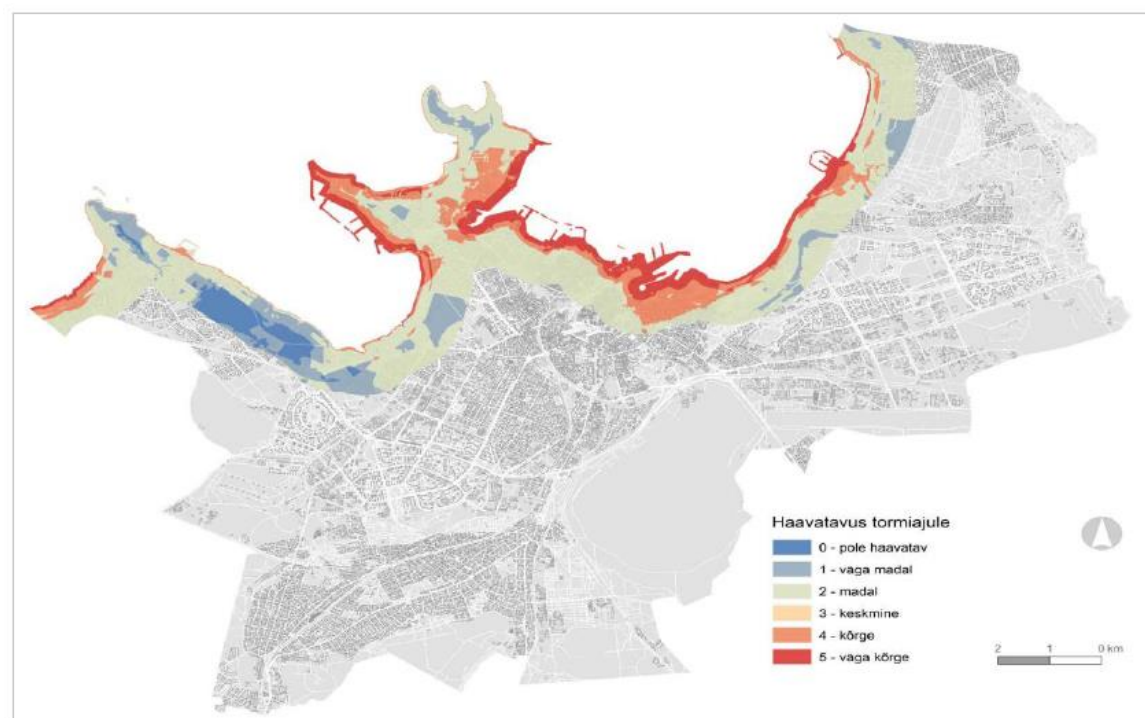 Haavatavus tormiajule
0 - pole haavatav
1 - väga madal
2 - madal
3 - keskmine
4 - kõrge
5 - väga kõrge
2 1 0 km